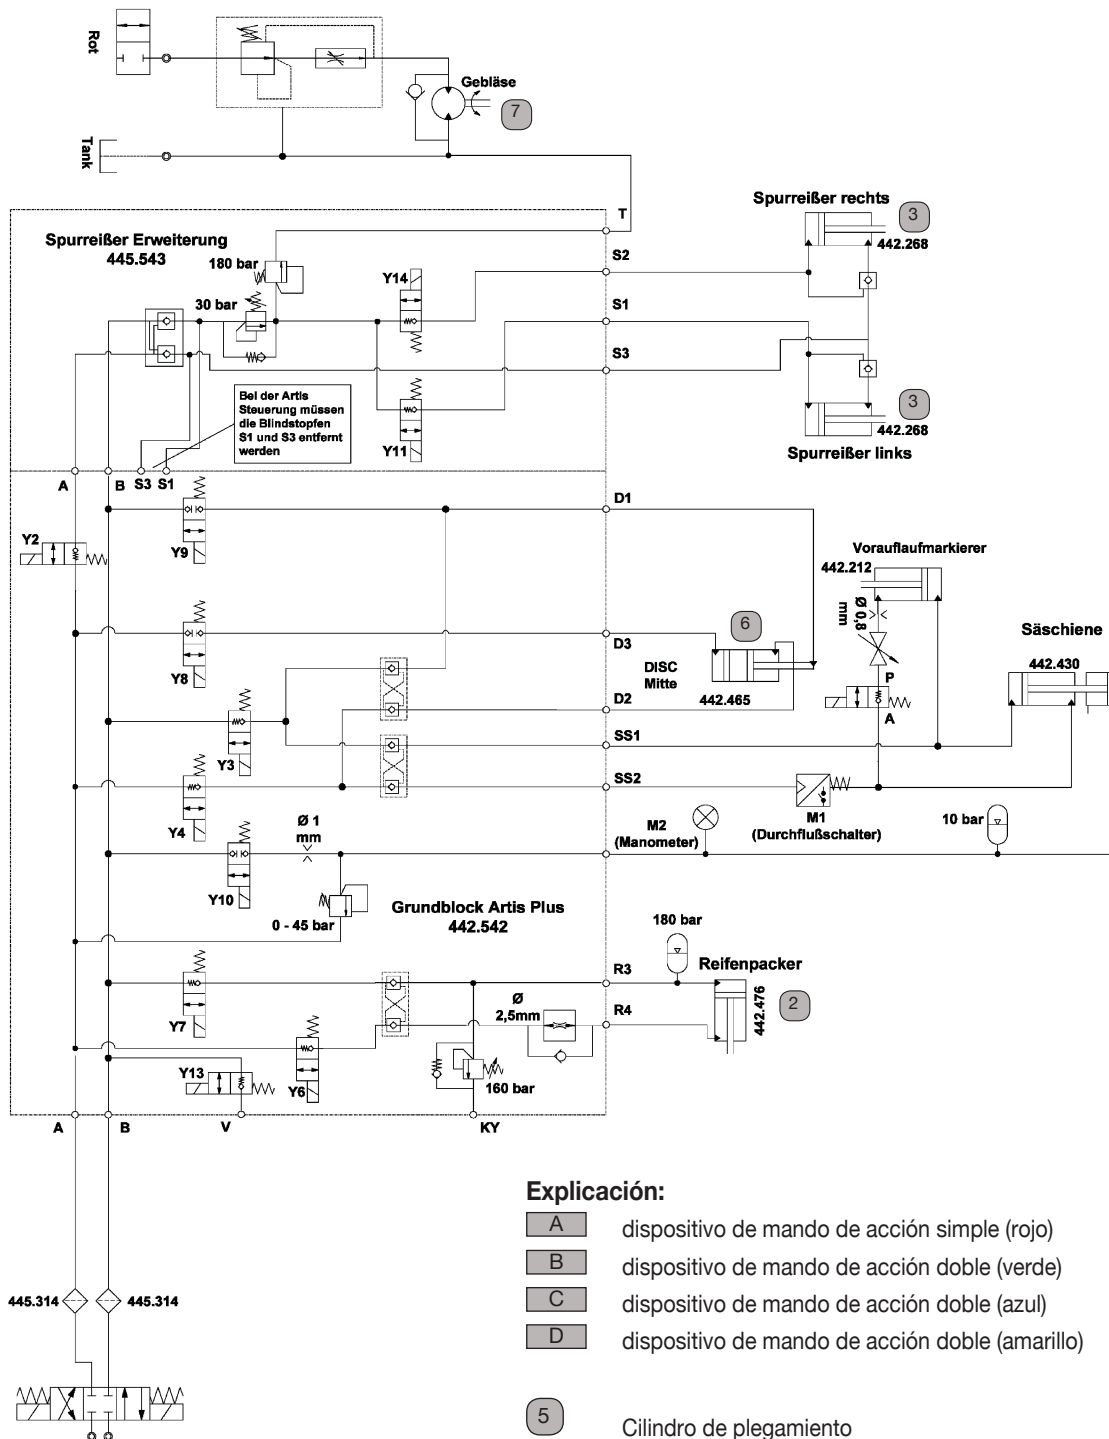 Rot
Gebläse
7
Tank
T
Spurreißer rechts
3
442.268
Spurreißer Erweiterung
445.543
180 bar
S2
Y14
30 bar
S1
S3
Bei der Artis
Steuerung müssen
die Blindstopfen
S1 und S3 entfernt
werden
Y11
3
442.268
Spurreißer links
A
B
S3
S1
D1
Y2
Y9
Vorauflaufmarkierer
442.212
Ø 0,8
mm
6
Säschiene
D3
Y8
DISC
Mitte
442.465
442.430
P
A
D2
Y3
SS1
SS2
Y4
Ø 1
mm
M2
(Manometer)
M1
(Durchflußschalter)
10 bar
Y10
Grundblock Artis Plus
442.542
0 - 45 bar
180 bar
R3
Reifenpacker
442.476
2
Ø
2,5mm
R4
Y7
Y13
Y6
160 bar
A
B
V
KY
Explicación:
A dispositivo de mando de acción simple (rojo)
B dispositivo de mando de acción doble (verde)
C dispositivo de mando de acción doble (azul)
D dispositivo de mando de acción doble (amarillo)
445.314
445.314
5 Cilindro de plegamiento